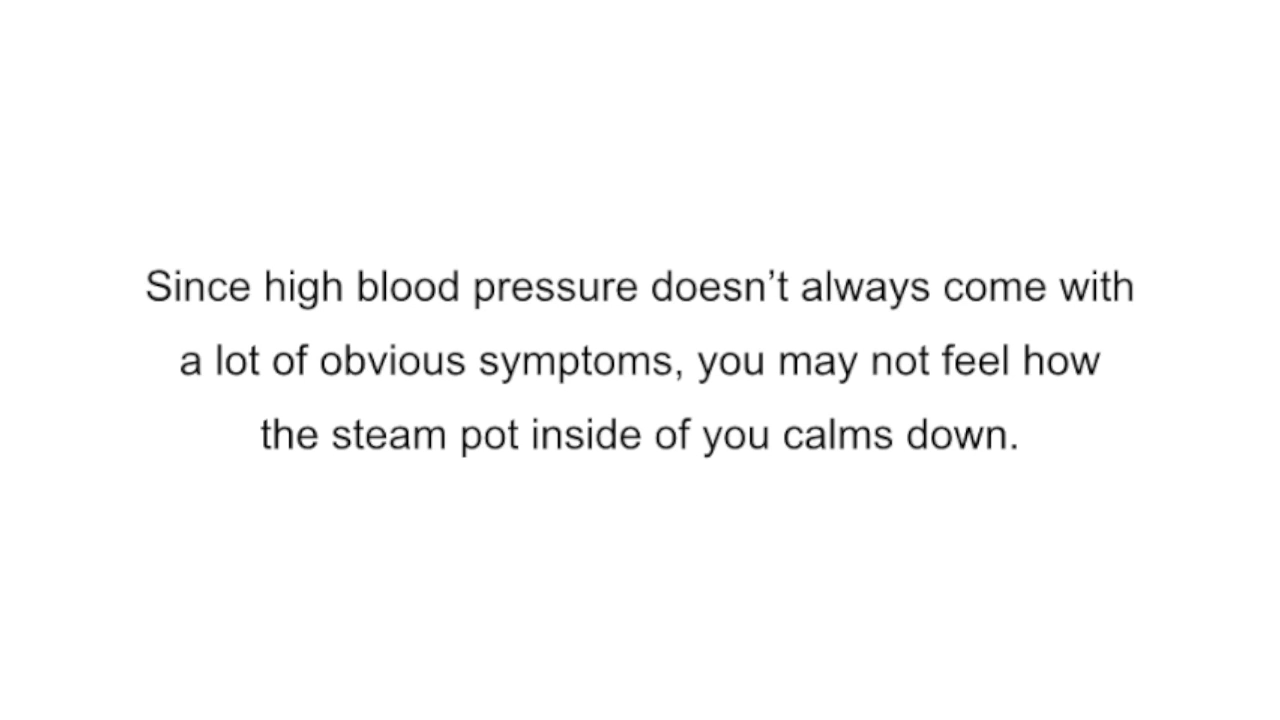 Since high blood pressure doesn’t always come with
a lot of obvious symptoms, you may not feel how
the steam pot inside of you calms down.